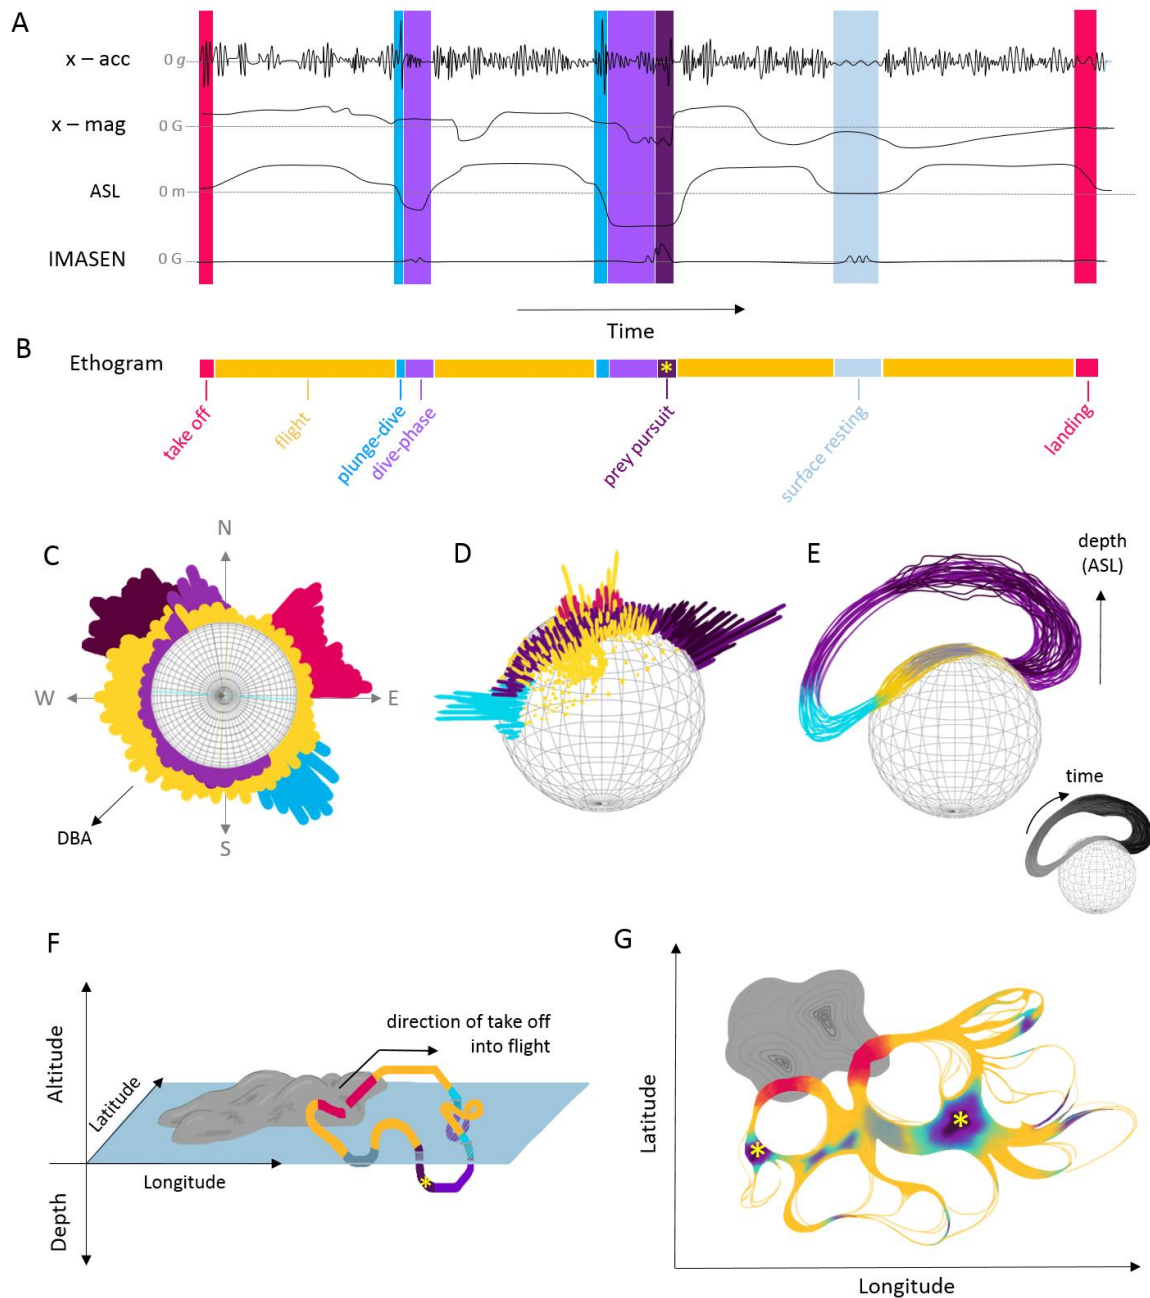 A
x – acc
0 g
x – mag
0 G
ASL
0 m
IMASEN
0 G
Time
B
Ethogram
*
take off
flight
plunge-dive
dive-phase
prey pursuit
surface resting
landing
C
N
W
E
S
DBA
D
E
depth
(ASL)
time
F
Altitude
Latitude
Longitude
Depth
direction of take off
into flight
*
G
Latitude
Longitude
*
*